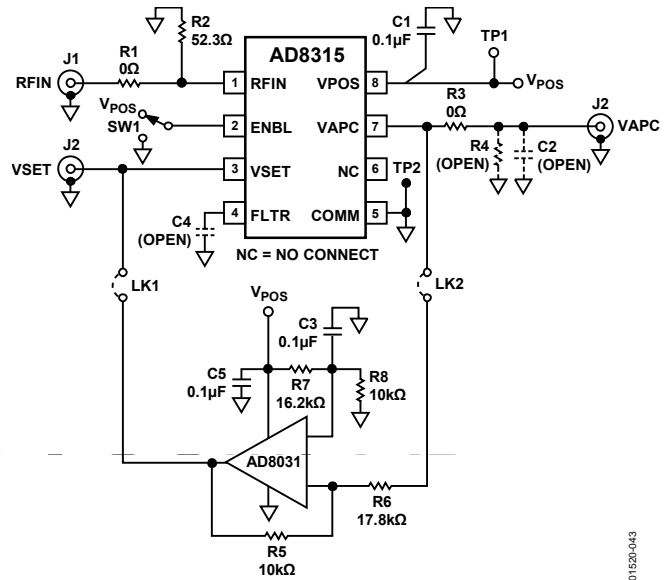 R2
52.3Ω
C1
0.1µF
TP1
J1
R1
0Ω
AD8315
RFIN
1
RFIN
VPOS
8
VPOS
VPOS
SW1
2
ENBL
VAPC
7
R3
0Ω
J2
VAPC
R4
(OPEN)
C2
(OPEN)
J2
VSET
3
VSET
NC
6
TP2
C4
(OPEN)
4
FLTR
COMM
5
NC = NO CONNECT
LK1
LK2
VPOS
C3
0.1µF
C5
0.1µF
R7
16.2kΩ
R8
10kΩ
AD8031
R6
17.8kΩ
R5
10kΩ
01520-043